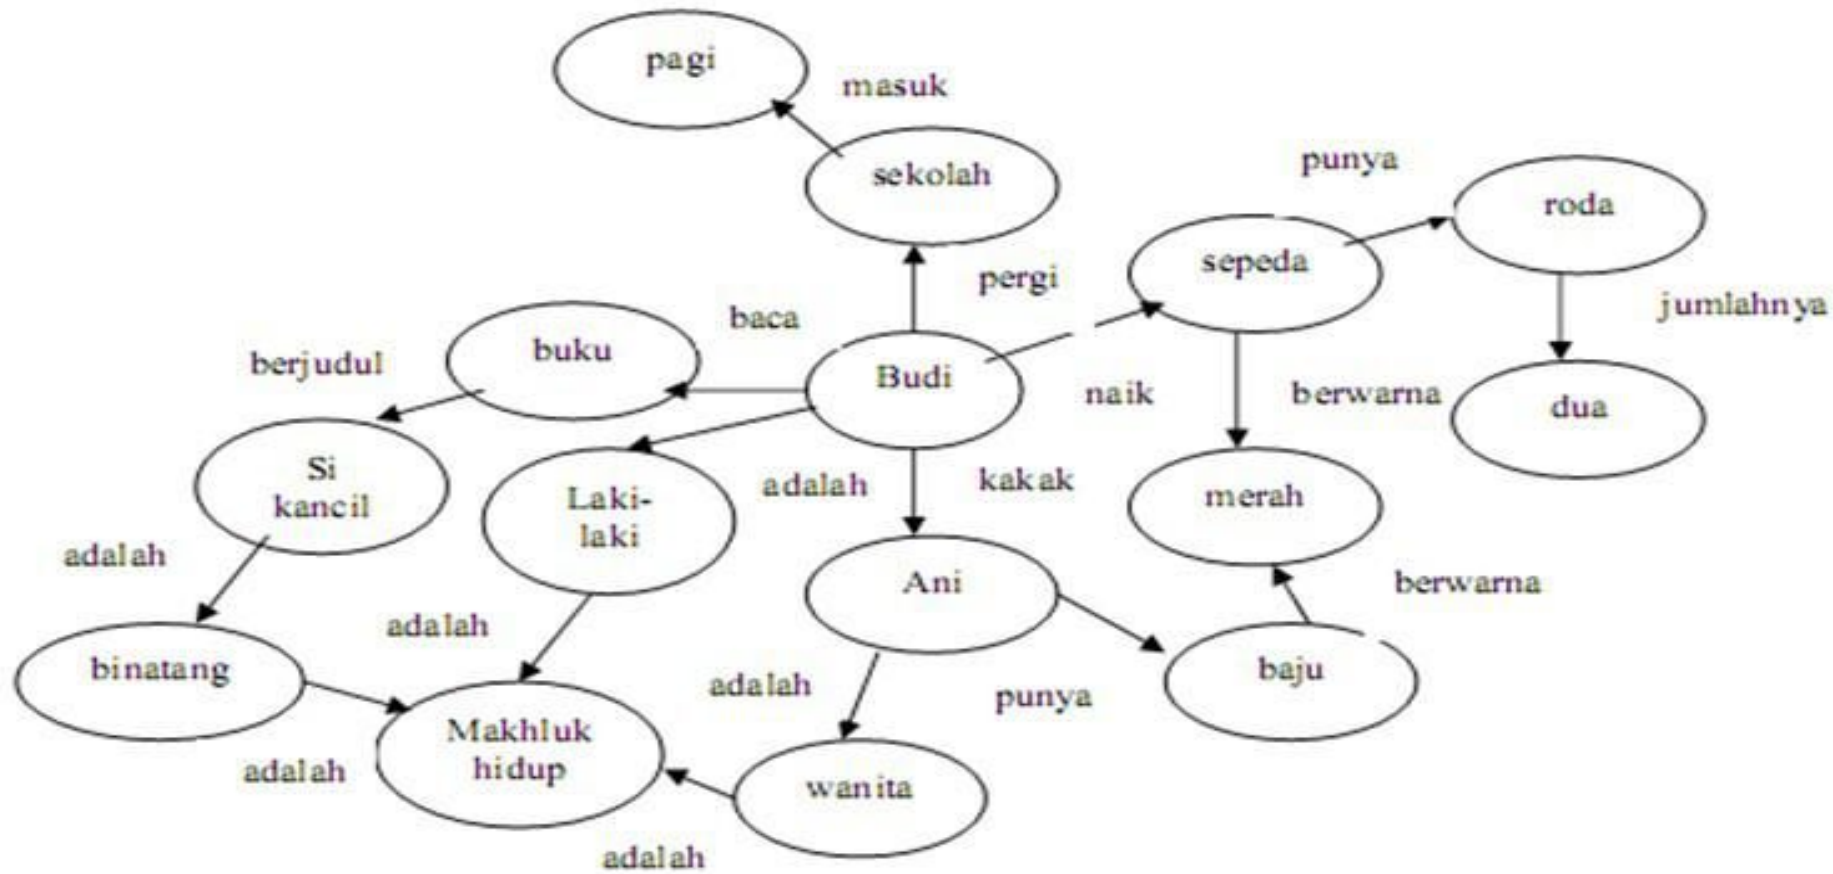 pagi
masuk
sekolah
punya
roda
sepeda
pergi
jumlahnya
baca
buku
berjudul
Budi
naik
berwarna
dua
Si
kancil
Laki-
laki
adalah
kakak
merah
adalah
Ani
berwarna
adalah
binatang
baju
adalah
punya
Makhluk
hidup
adalah
wanita
adalah